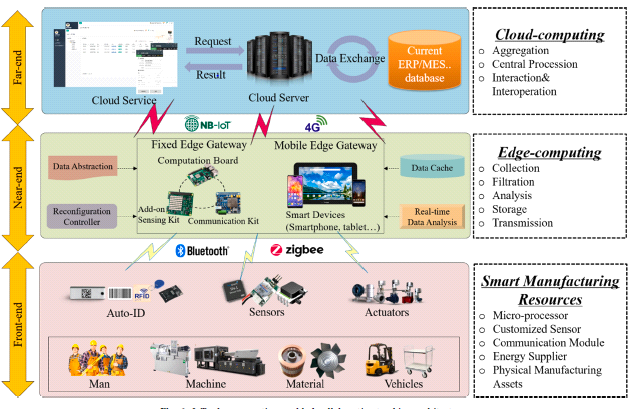 Far-end
Request
Result
Data Exchange
Current
ERP/MES..
database
Cloud Service
Cloud Server
Cloud-computing
o Aggregation
o Central Procession
o Interaction&
Interoperation
NB-IoT
4G
Near-end
Fixed Edge Gateway
Mobile Edge Gateway
Computation Board
Data Abstraction
Data Cache
Reconfiguration
Controller
Add-on
Sensing Kit
Communication Kit
Smart Devices
(Smartphone, tablet…)
Real-time
Data Analysis
Edge-computing
o Collection
o Filtration
o Analysis
o Storage
o Transmission
Bluetooth
zigbee
Front-end
RFID
Auto-ID
Sensors
Actuators
Man
Machine
Material
Vehicles
Smart Manufacturing
Resources
o Micro-processor
o Customized Sensor
o Communication Module
o Energy Supplier
o Physical Manufacturing
Assets